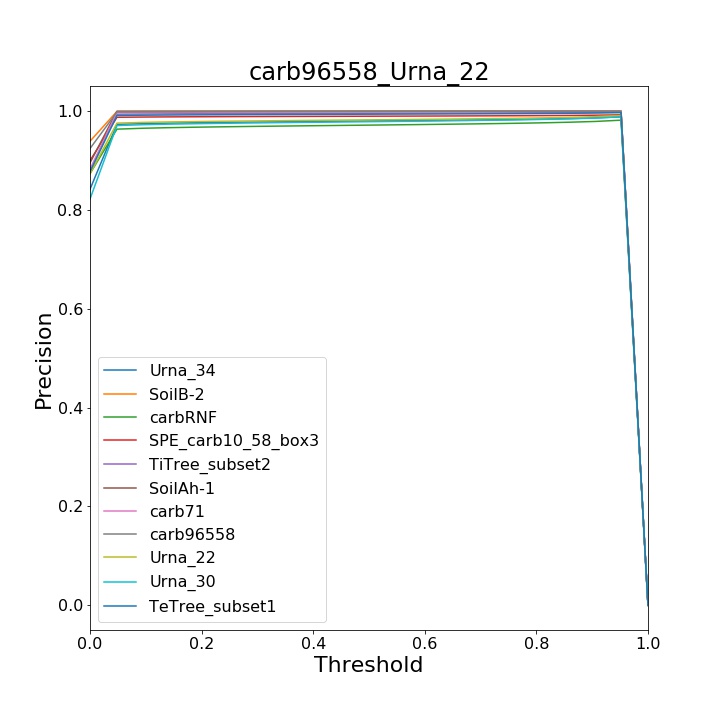 carb96558_Urna_22
1.0
0.8
0.6
0.4
0.2
0.0
Precision
Urna_34
SoilB-2
carbRNF
SPE_carb10_58_box3
TiTree_subset2
SoilAh-1
carb71
carb96558
Urna_22
Urna_30
TeTree_subset1
0.0 0.2 0.4 0.6 0.8 1.0
Threshold